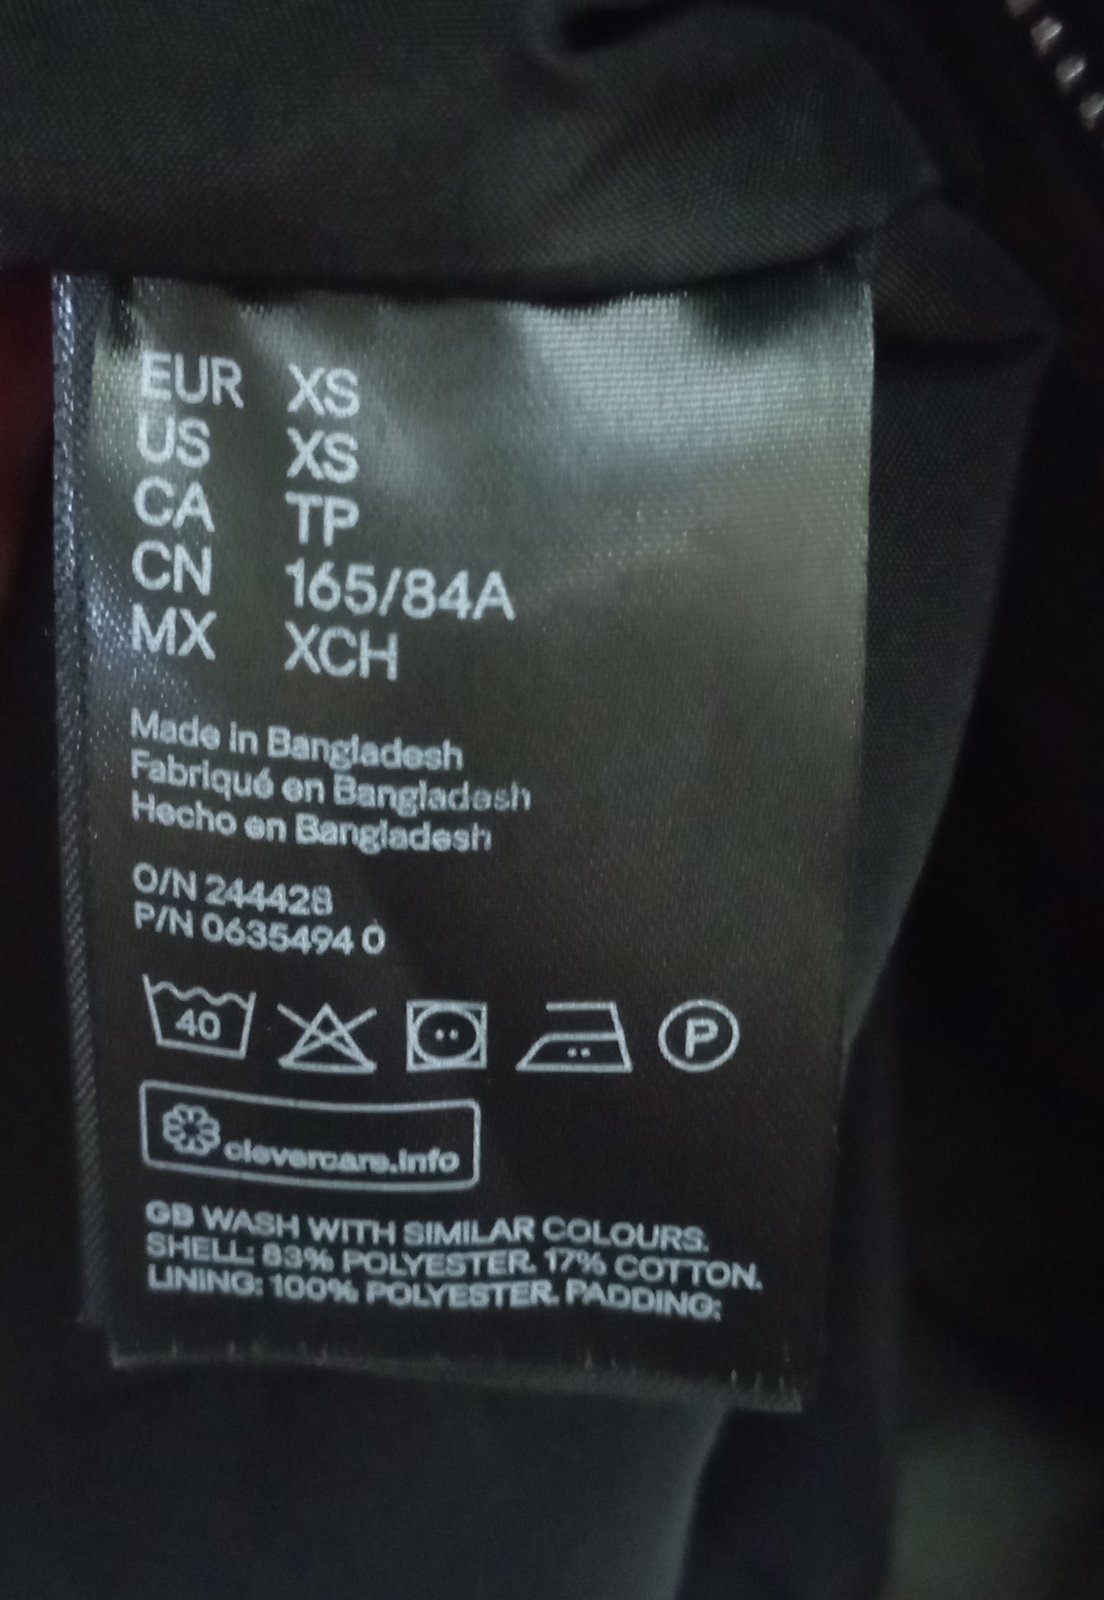 EUR XS
US XS
CA TP
CN 165/84A
MX XCH
Made in Bangladesh
Fabriqué en Bangladesh
Hecho en Bangladesh
O/N 244428
P/N 0635494 0
40
P
clevercare.info
GB WASH WITH SIMILAR COLOURS.
SHELL: 83% POLYESTER. 17% COTTON.
LINING: 100% POLYESTER. PADDING: